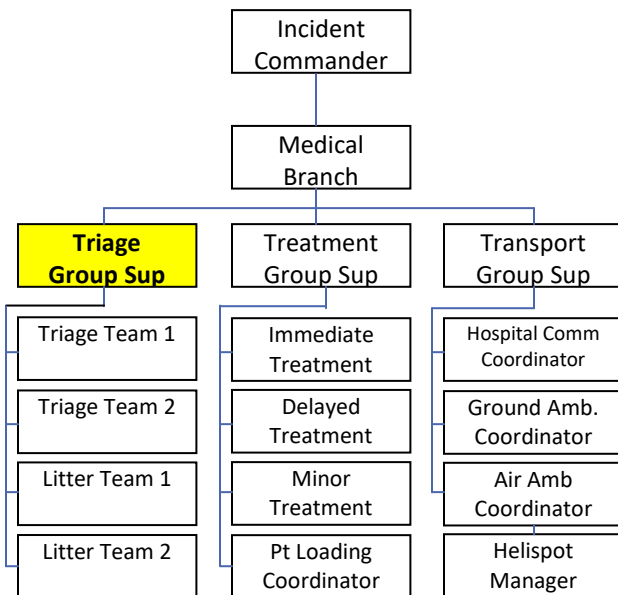 Incident
Commander
Medical
Branch
Triage
Group Sup
Treatment
Group Sup
Transport
Group Sup
Triage Team 1
Triage Team 2
Litter Team 1
Litter Team 2
Immediate
Treatment
Delayed
Treatment
Minor
Treatment
Pt Loading
Coordinator
Hospital Comm
Coordinator
Ground Amb.
Coordinator
Air Amb
Coordinator
Helispot
Manager